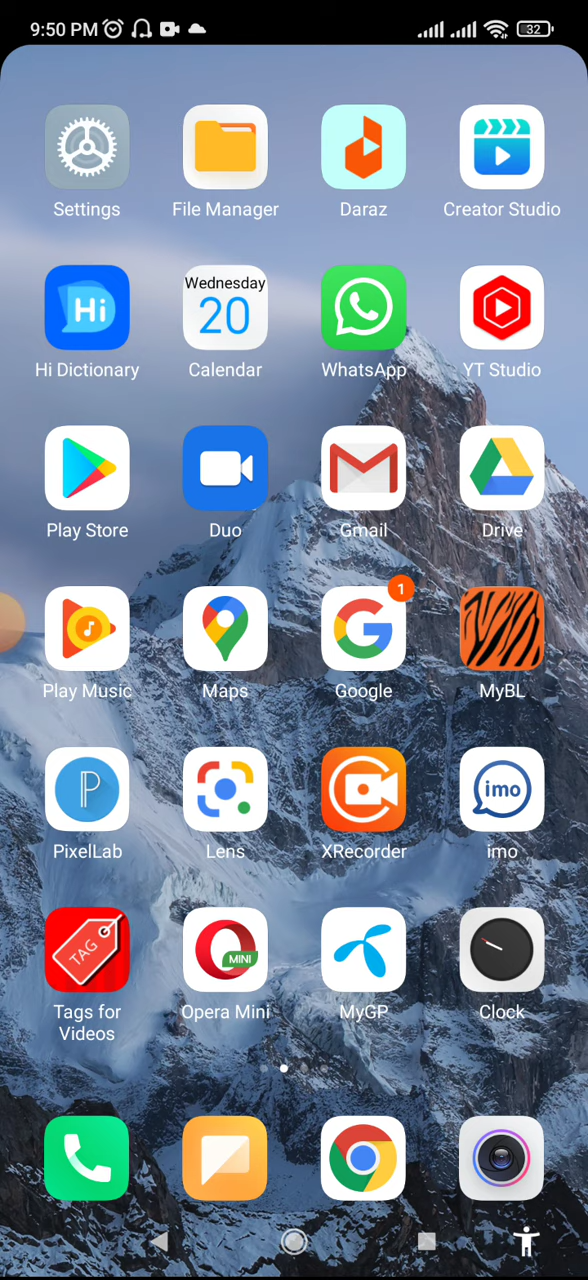 9:50 PM 32
Settings File Manager Daraz Creator Studio
Hi
Wednesday
20
Hi Dictionary Calendar WhatsApp YT Studio
Play Store Duo Gmail Drive
1
Play Music Maps Google MyBL
P imo
PixelLab Lens XRecorder imo
TAG MINI
Tags for Opera Mini MyGP Clock
Videos